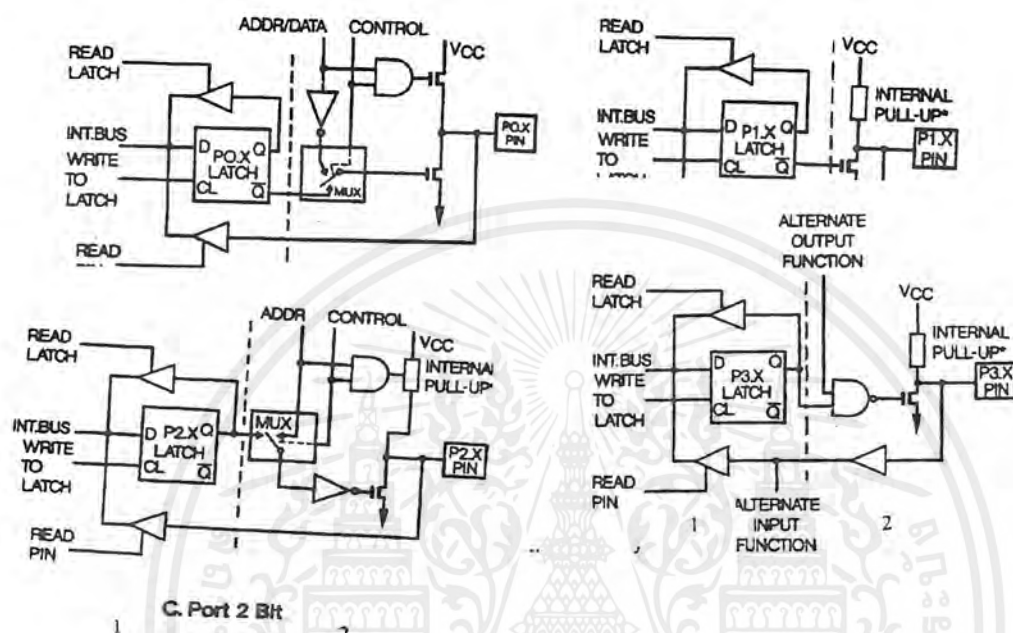 ADDR/DATA CONTROL
VCC
READ
LATCH
INT.BUS
WRITE
TO
LATCH
D P0.X Q
LATCH
CL Q
MUX
P0.X
PIN
READ
READ
LATCH
VCC
INTERNAL
PULL-UP*
INT.BUS
WRITE
TO
D P1.X Q
LATCH
CL Q
P1.X
PIN
ADDR CONTROL
VCC
READ
LATCH
INTERNAL
PULL-UP*
INT.BUS
WRITE
TO
LATCH
D P2.X Q
LATCH
CL Q
MUX
P2.X
PIN
READ
PIN
C. Port 2 Bit
1 2
ALTERNATE
OUTPUT
FUNCTION
READ
LATCH
VCC
INTERNAL
PULL-UP*
INT.BUS
WRITE
TO
LATCH
D Q
P3.X
LATCH
CL Q
P3.X
PIN
READ
PIN
1 2
ALTERNATE
INPUT
FUNCTION